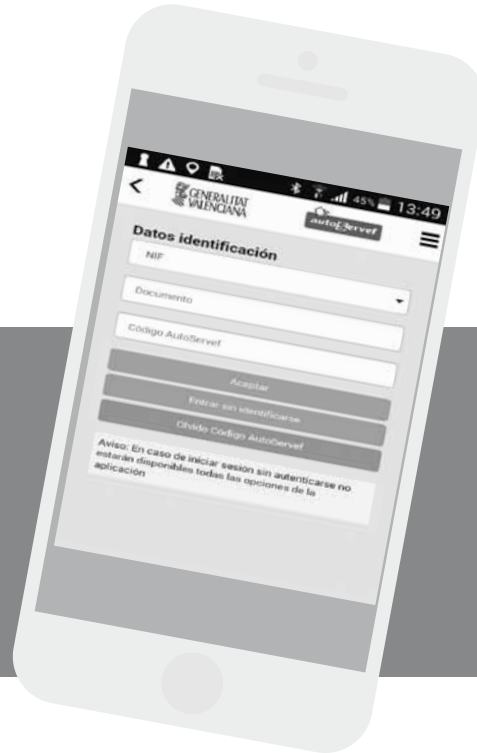 45% 13:49
GENERALITAT
VALENCIANA
autoServef
Datos identificación
NIF
Documento
Código AutoServef
Aceptar
Entrar sin identificarse
Olvido Código AutoServef
Aviso: En caso de iniciar sesión sin autenticarse no
estarán disponibles todas las opciones de la
aplicación